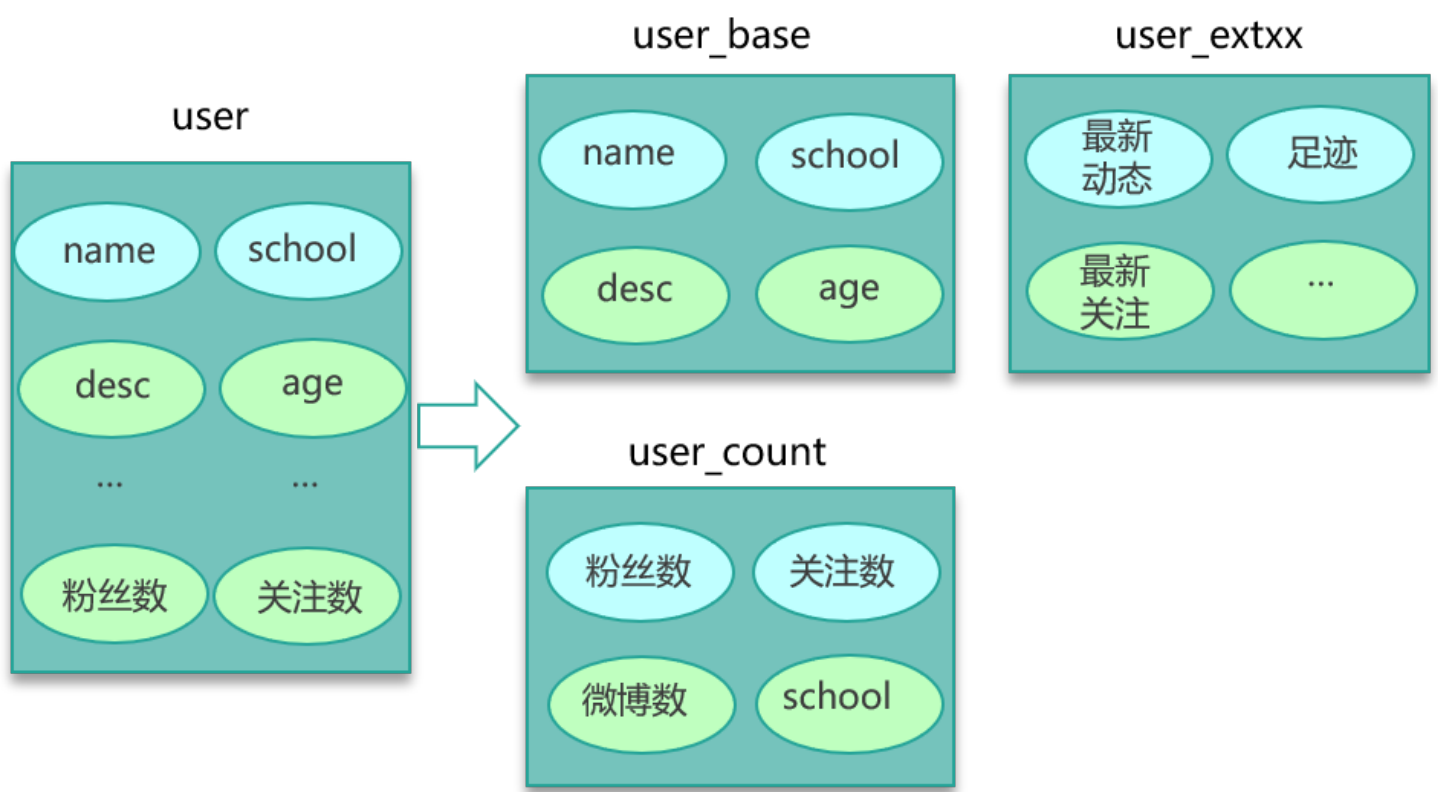 user
name
school
desc
age
...
...
粉丝数
关注数
user_base
name
school
desc
age
user_extxx
最新
动态
足迹
最新
关注
...
user_count
粉丝数
关注数
微博数
school